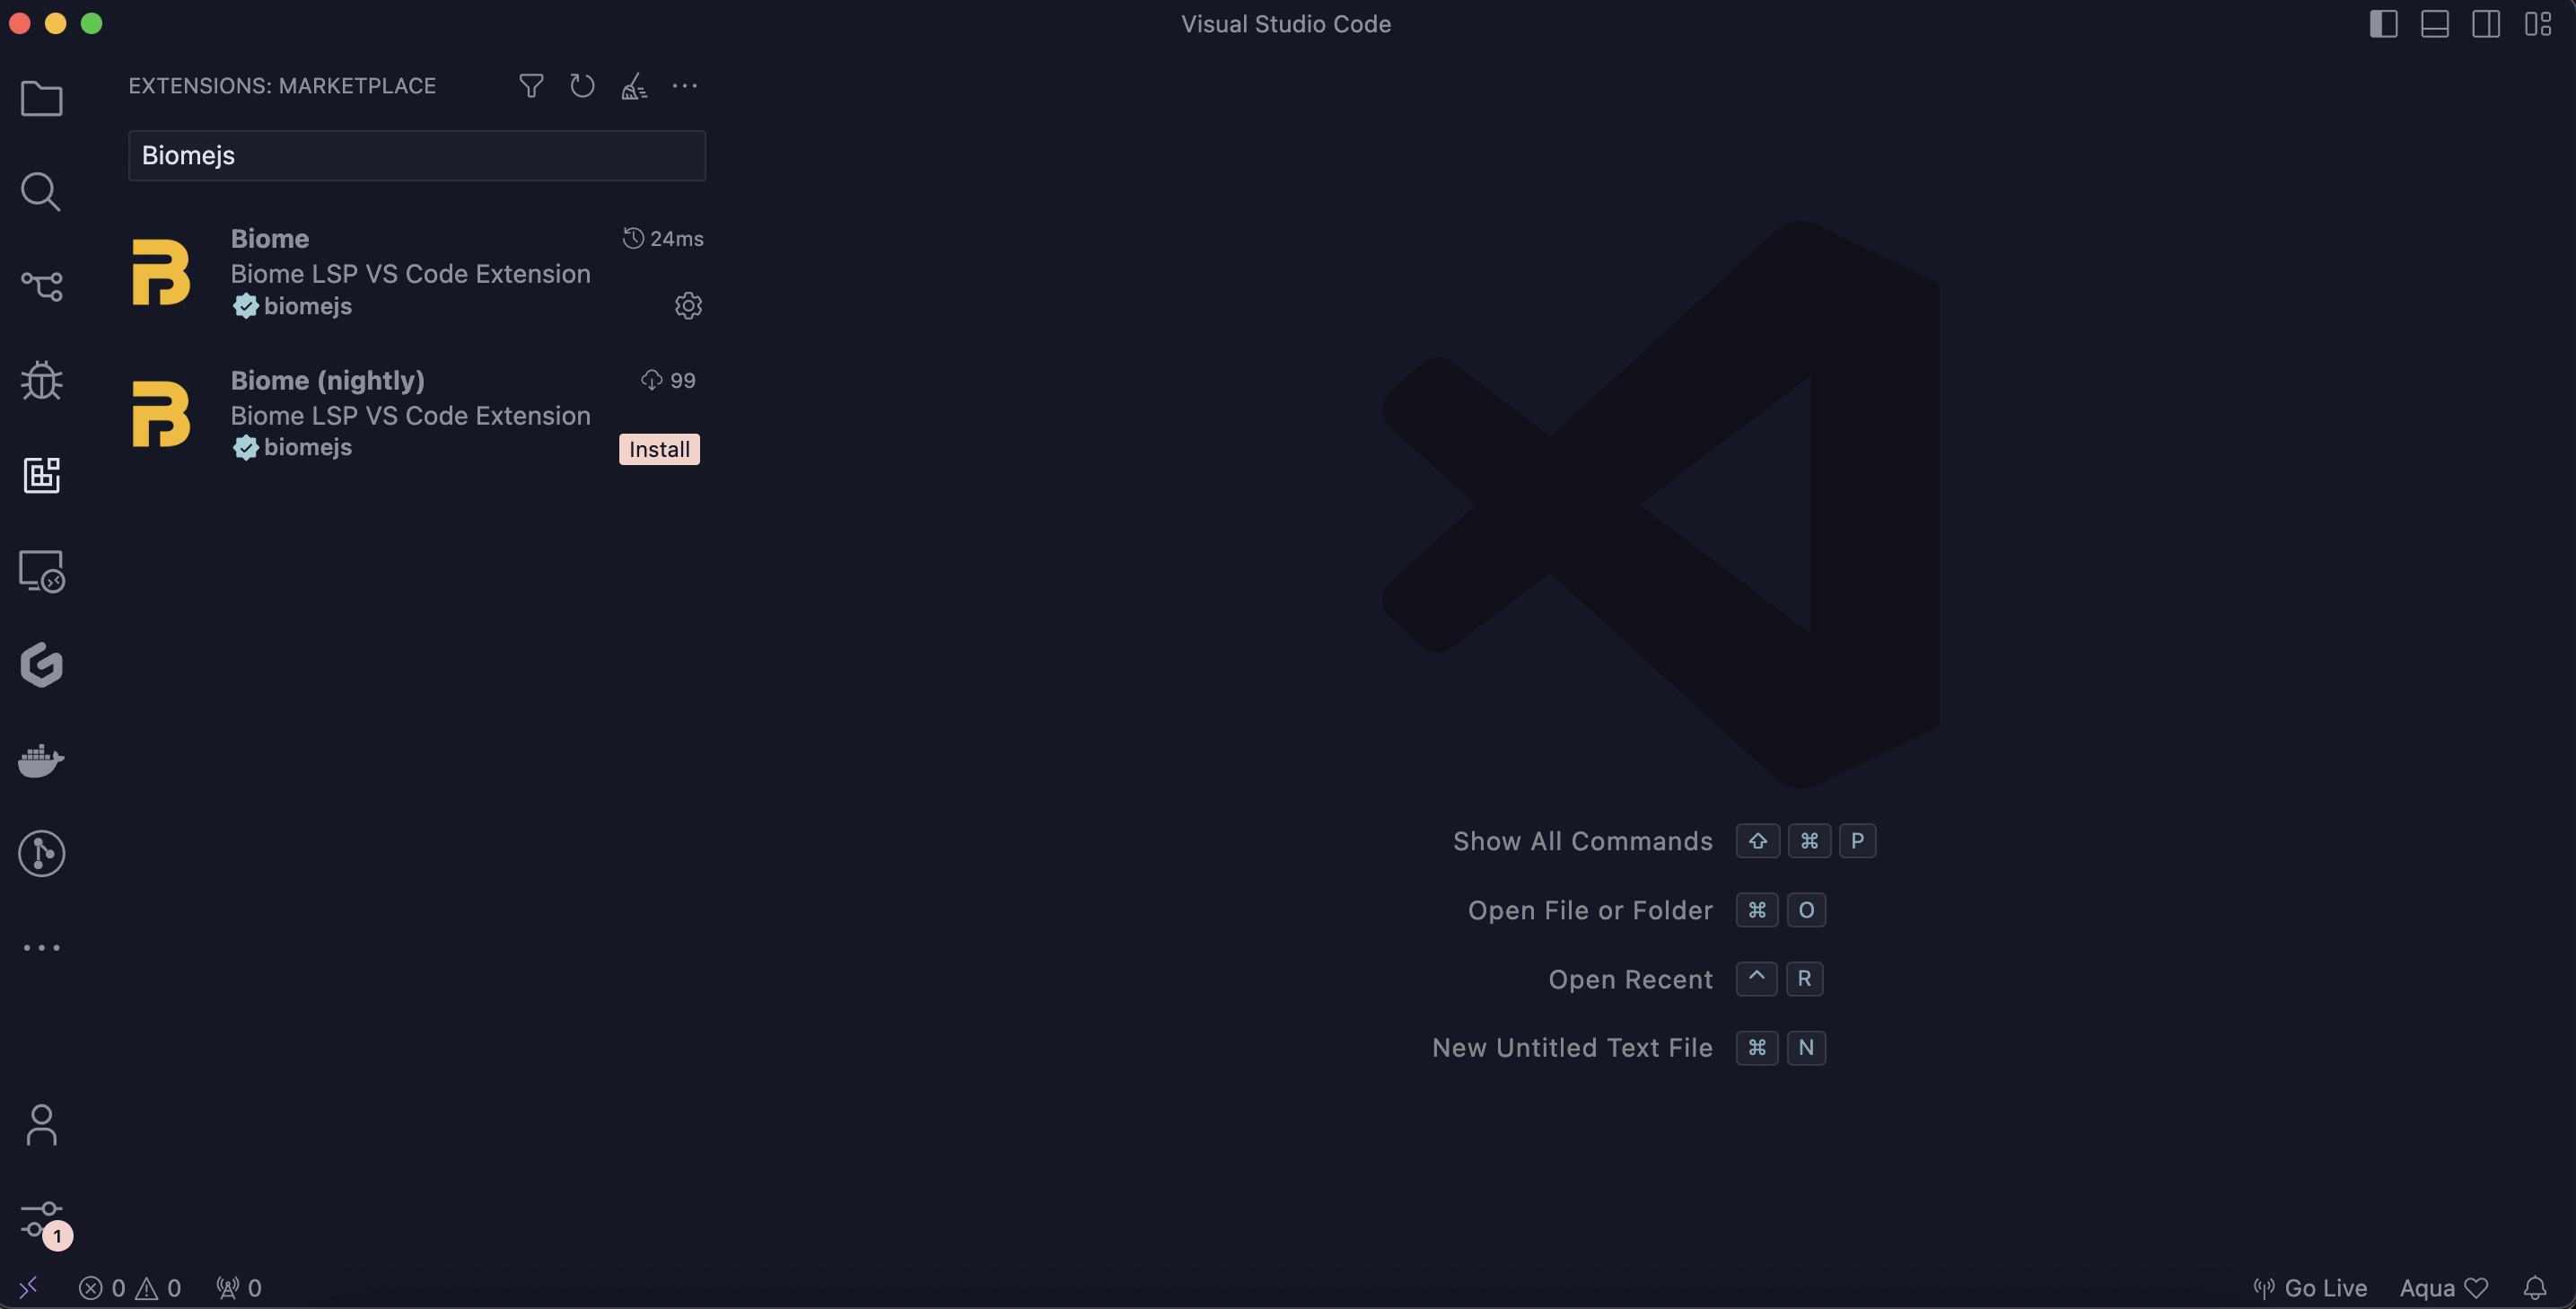 Visual Studio Code
EXTENSIONS: MARKETPLACE
Biomejs
Biome 24ms
Biome LSP VS Code Extension
biomejs
Biome (nightly) 99
Biome LSP VS Code Extension
biomejs Install
Show All Commands ⇧ ⌘ P
Open File or Folder ⌘ O
Open Recent ^ R
New Untitled Text File ⌘ N
1
0 0 0 Go Live Aqua